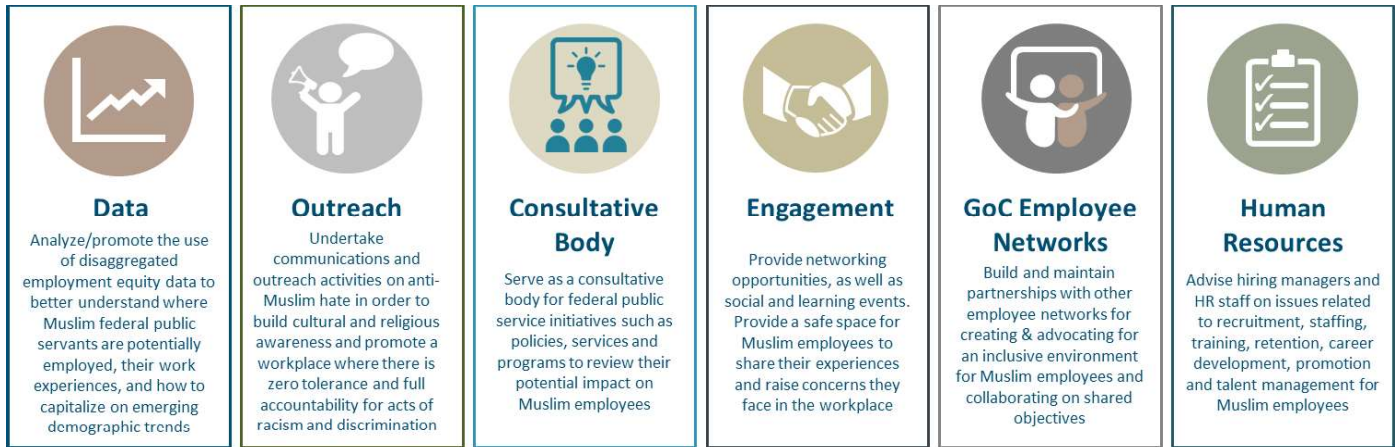 Data
Analyze/promote the use
of disaggregated
employment equity data to
better understand where
Muslim federal public
servants are potentially
employed, their work
experiences, and how to
capitalize on emerging
demographic trends
Outreach
Undertake
communications and
outreach activities on anti-
Muslim hate in order to
build cultural and religious
awareness and promote a
workplace where there is
zero tolerance and full
accountability for acts of
racism and discrimination
Consultative
Body
Serve as a consultative
body for federal public
service initiatives such as
policies, services and
programs to review their
potential impact on
Muslim employees
Engagement
Provide networking
opportunities, as well as
social and learning events.
Provide a safe space for
Muslim employees to
share their experiences
and raise concerns they
face in the workplace
GoC Employee
Networks
Build and maintain
partnerships with other
employee networks for
creating & advocating for
an inclusive environment
for Muslim employees and
collaborating on shared
objectives
Human
Resources
Advise hiring managers and
HR staff on issues related
to recruitment, staffing,
training, retention, career
development, promotion
and talent management for
Muslim employees